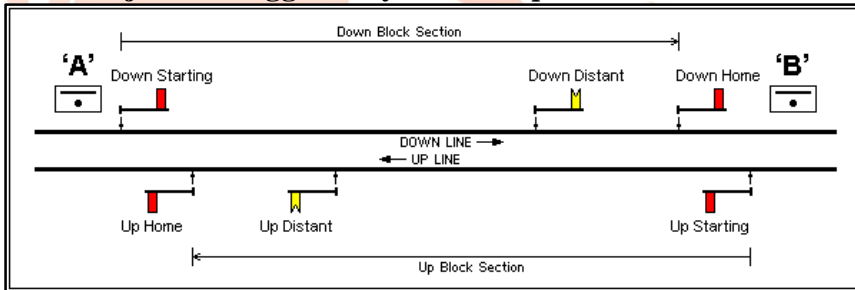 Down Block Section
‘A’
‘B’
Down Starting
Down Distant
Down Home
DOWN LINE
UP LINE
Up Home
Up Distant
Up Starting
Up Block Section